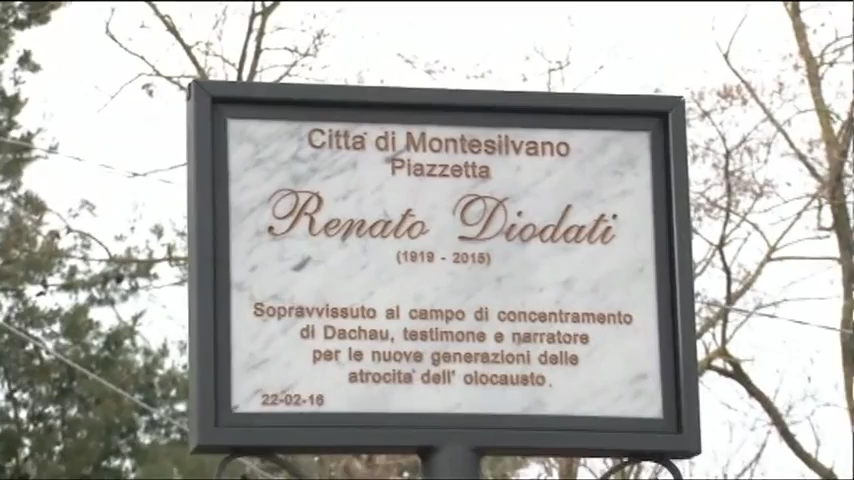 Citta' di Montesilvano
Piazzetta
Renato Diodati
(1919 - 2015)
Sopravvissuto al campo di concentramento
di Dachau, testimone e narratore
per le nuove generazioni delle
atrocita' dell' olocausto.
22-02-16